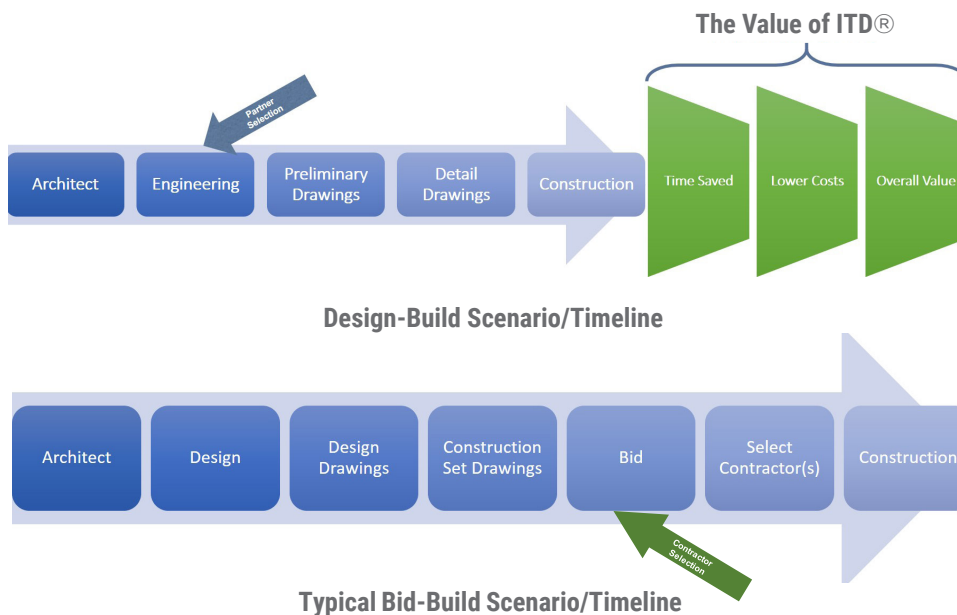 The Value of ITD®
Partner
Selection
Architect
Engineering
Preliminary
Drawings
Detail
Drawings
Construction
Time Saved
Lower Costs
Overall Value
Design-Build Scenario/Timeline
Architect
Design
Design
Drawings
Construction
Set Drawings
Bid
Select
Contractor(s)
Construction
Contractor
Selection
Typical Bid-Build Scenario/Timeline